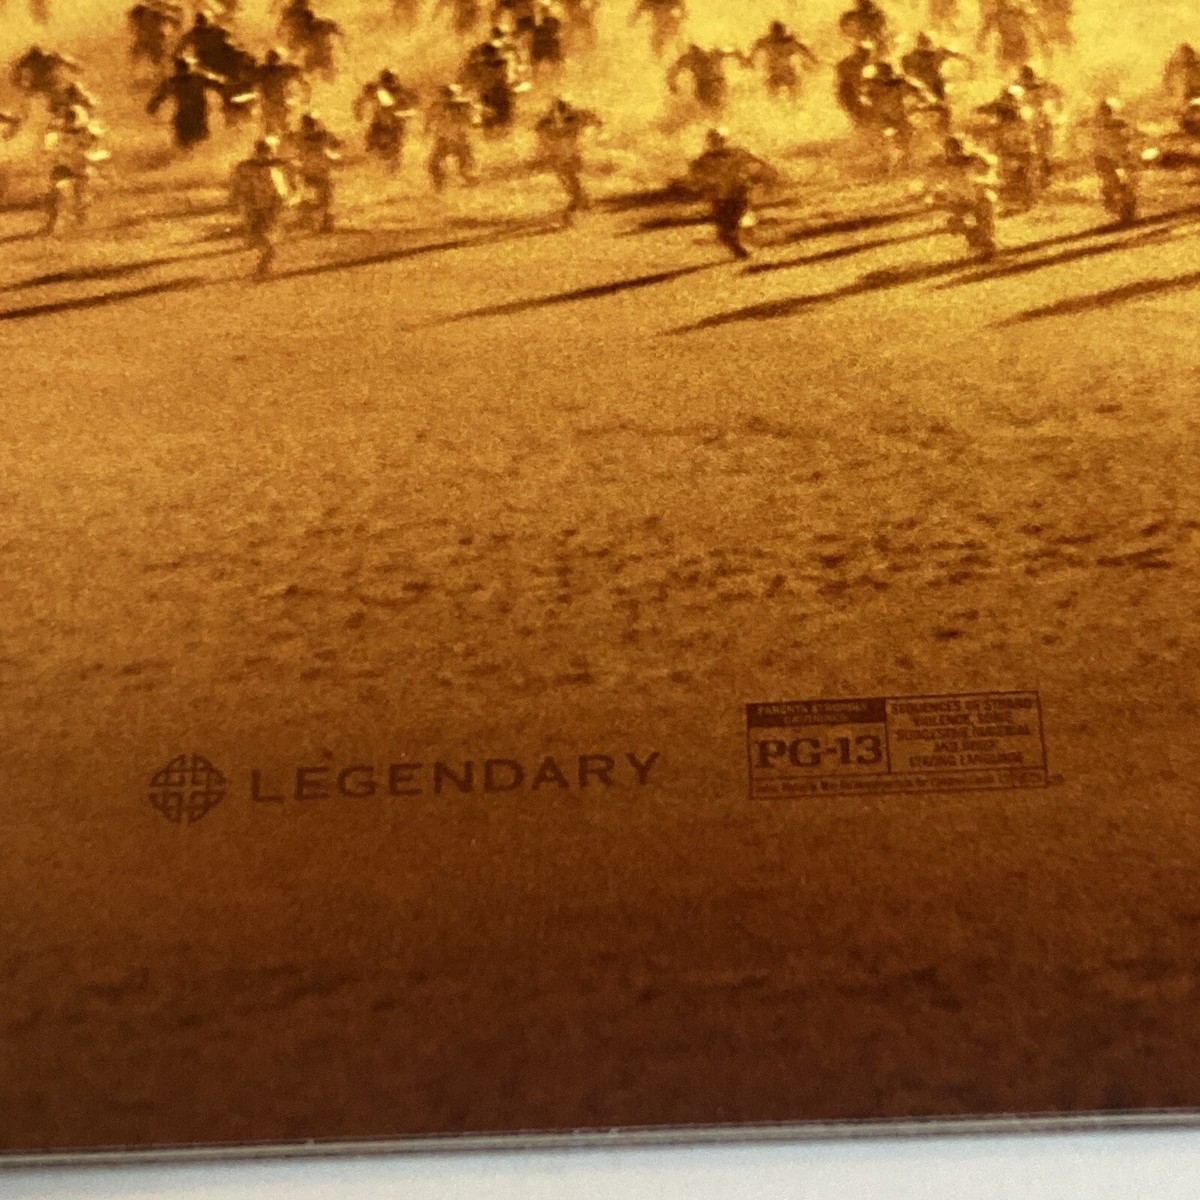 LEGENDARY
PARENTS STRONGLY CAUTIONED
PG-13
SEQUENCES OF STRONG
VIOLENCE, SOME
SUGGESTIVE MATERIAL
AND BRIEF
STRONG LANGUAGE